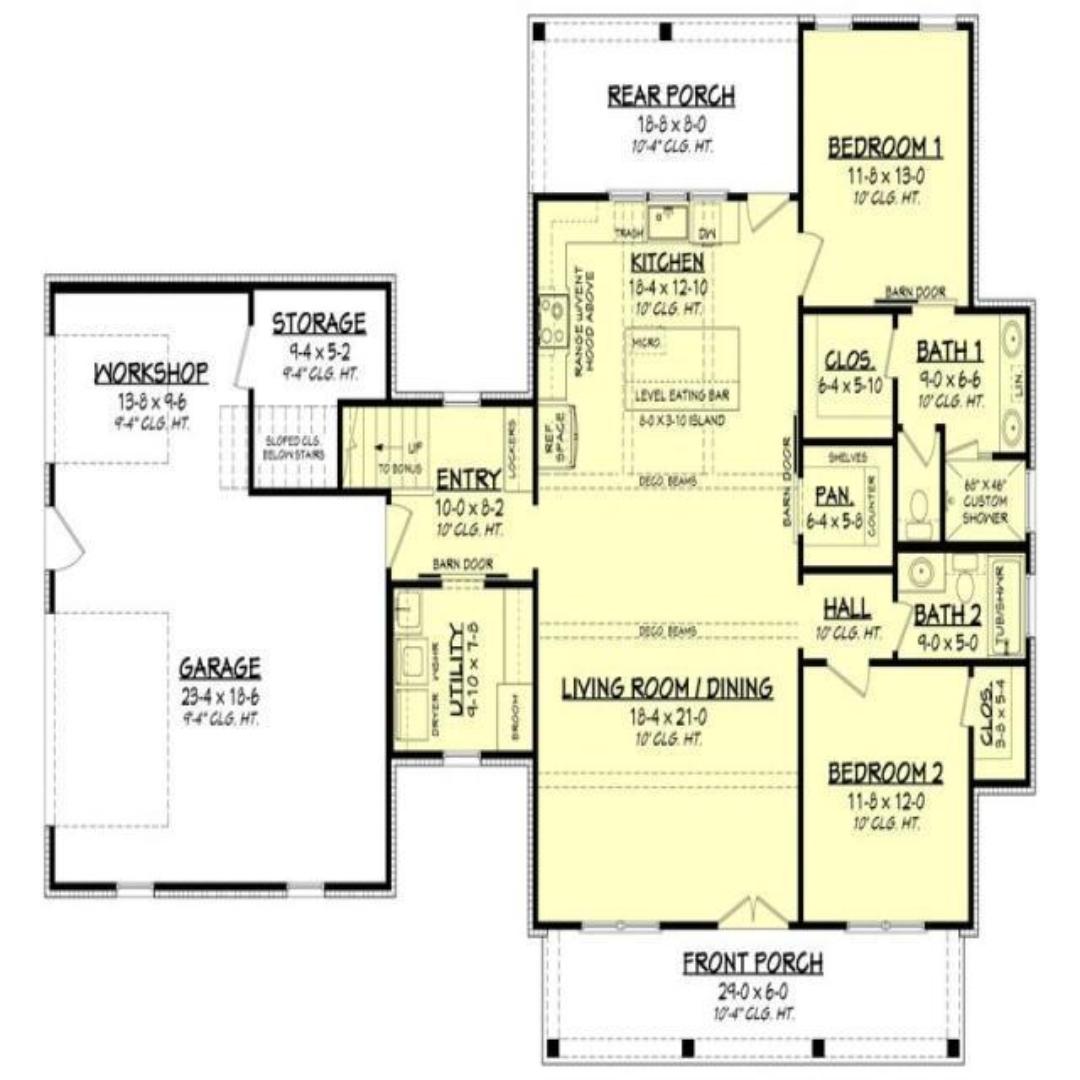 REAR PORCH
18-8 x 8-0
10'-4" CLG. HT.
BEDROOM 1
11-8 x 13-0
10' CLG. HT.
TRASH
DW
KITCHEN
18-4 x 12-10
10' CLG. HT.
RANGE W/VENT
HOOD ABOVE
MICRO.
LEVEL EATING BAR
8-0 X 3-10 ISLAND
REF.
SPACE
BARN DOOR
STORAGE
9-4 x 5-2
9'-4" CLG. HT.
WORKSHOP
13-8 x 9-6
9'-4" CLG. HT.
CLOS.
6-4 x 5-10
BATH 1
9-0 x 6-6
10' CLG. HT.
LIN.
SLOPED CLG.
BELOW STAIRS
UP
TO BONUS
LOCKERS
ENTRY
10-0 x 8-2
10' CLG. HT.
BARN DOOR
DECO. BEAMS
BARN DOOR
SHELVES
PAN.
6-4 x 5-8
COUNTER
60" X 48"
CUSTOM
SHOWER
HALL
10' CLG. HT.
BATH 2
9-0 x 5-0
TUB/SHWR
UTILITY
9-10 x 7-8
DRYER
WSHR
BROOM
DECO. BEAMS
GARAGE
23-4 x 18-6
9'-4" CLG. HT.
LIVING ROOM / DINING
18-4 x 21-0
10' CLG. HT.
CLOS.
3-8 x 5-4
BEDROOM 2
11-8 x 12-0
10' CLG. HT.
FRONT PORCH
29-0 x 6-0
10'-4" CLG. HT.